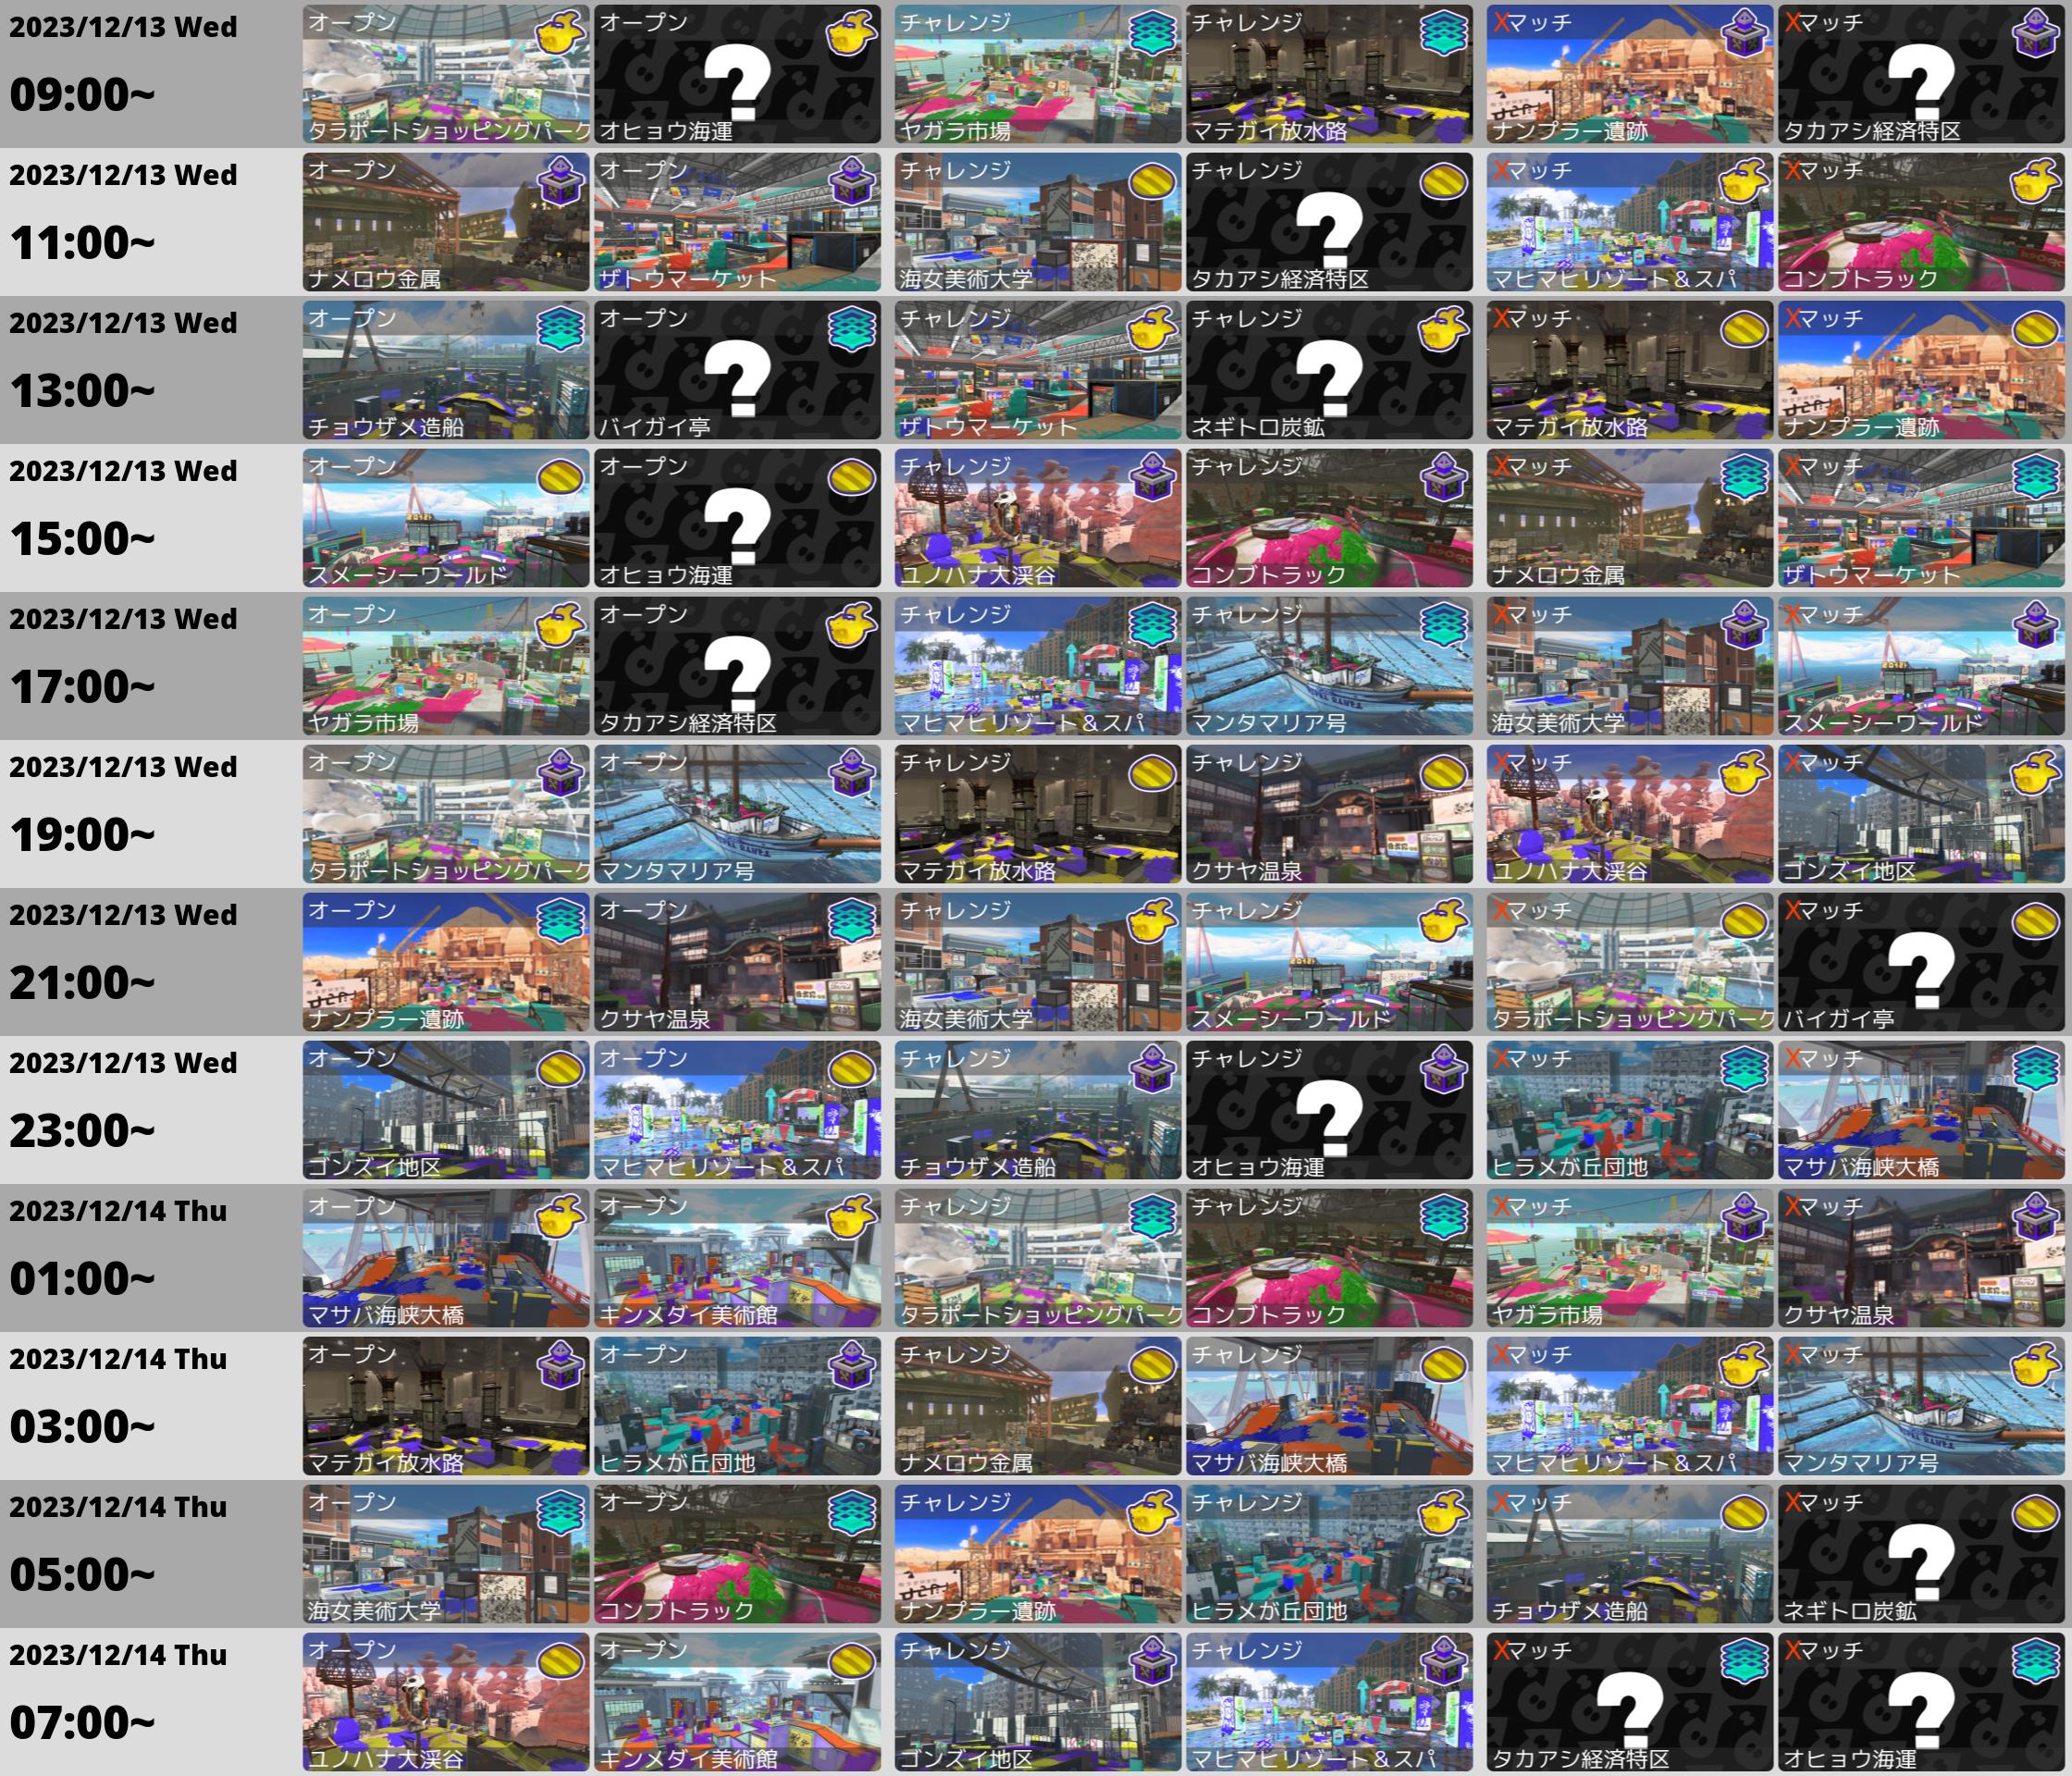 2023/12/13 Wed
09:00~
オープン
タラポートショッピングパーク
オープン
オヒョウ海運
チャレンジ
ヤガラ市場
チャレンジ
マテガイ放水路
Xマッチ
ナンプラー遺跡
Xマッチ
タカアシ経済特区
2023/12/13 Wed
11:00~
オープン
ナメロウ金属
オープン
ザトウマーケット
チャレンジ
海女美術大学
チャレンジ
タカアシ経済特区
Xマッチ
マヒマヒリゾート＆スパ
Xマッチ
コンブトラック
2023/12/13 Wed
13:00~
オープン
チョウザメ造船
オープン
バイガイ亭
チャレンジ
ザトウマーケット
チャレンジ
ネギトロ炭鉱
Xマッチ
マテガイ放水路
Xマッチ
ナンプラー遺跡
2023/12/13 Wed
15:00~
オープン
スメーシーワールド
オープン
オヒョウ海運
チャレンジ
ユノハナ大渓谷
チャレンジ
コンブトラック
Xマッチ
ナメロウ金属
Xマッチ
ザトウマーケット
2023/12/13 Wed
17:00~
オープン
ヤガラ市場
オープン
タカアシ経済特区
チャレンジ
マヒマヒリゾート＆スパ
チャレンジ
マンタマリア号
Xマッチ
海女美術大学
Xマッチ
スメーシーワールド
2023/12/13 Wed
19:00~
オープン
タラポートショッピングパーク
オープン
マンタマリア号
チャレンジ
マテガイ放水路
チャレンジ
クサヤ温泉
Xマッチ
ユノハナ大渓谷
Xマッチ
ゴンズイ地区
2023/12/13 Wed
21:00~
オープン
ナンプラー遺跡
オープン
クサヤ温泉
チャレンジ
海女美術大学
チャレンジ
スメーシーワールド
Xマッチ
タラポートショッピングパーク
Xマッチ
バイガイ亭
2023/12/13 Wed
23:00~
オープン
ゴンズイ地区
オープン
マヒマヒリゾート＆スパ
チャレンジ
チョウザメ造船
チャレンジ
オヒョウ海運
Xマッチ
ヒラメが丘団地
Xマッチ
マサバ海峡大橋
2023/12/14 Thu
01:00~
オープン
マサバ海峡大橋
オープン
キンメダイ美術館
チャレンジ
タラポートショッピングパーク
チャレンジ
コンブトラック
Xマッチ
ヤガラ市場
Xマッチ
クサヤ温泉
2023/12/14 Thu
03:00~
オープン
マテガイ放水路
オープン
ヒラメが丘団地
チャレンジ
ナメロウ金属
チャレンジ
マサバ海峡大橋
Xマッチ
マヒマヒリゾート＆スパ
Xマッチ
マンタマリア号
2023/12/14 Thu
05:00~
オープン
海女美術大学
オープン
コンブトラック
チャレンジ
ナンプラー遺跡
チャレンジ
ヒラメが丘団地
Xマッチ
チョウザメ造船
Xマッチ
ネギトロ炭鉱
2023/12/14 Thu
07:00~
オープン
ユノハナ大渓谷
オープン
キンメダイ美術館
チャレンジ
ゴンズイ地区
チャレンジ
マヒマヒリゾート＆スパ
Xマッチ
タカアシ経済特区
Xマッチ
オヒョウ海運